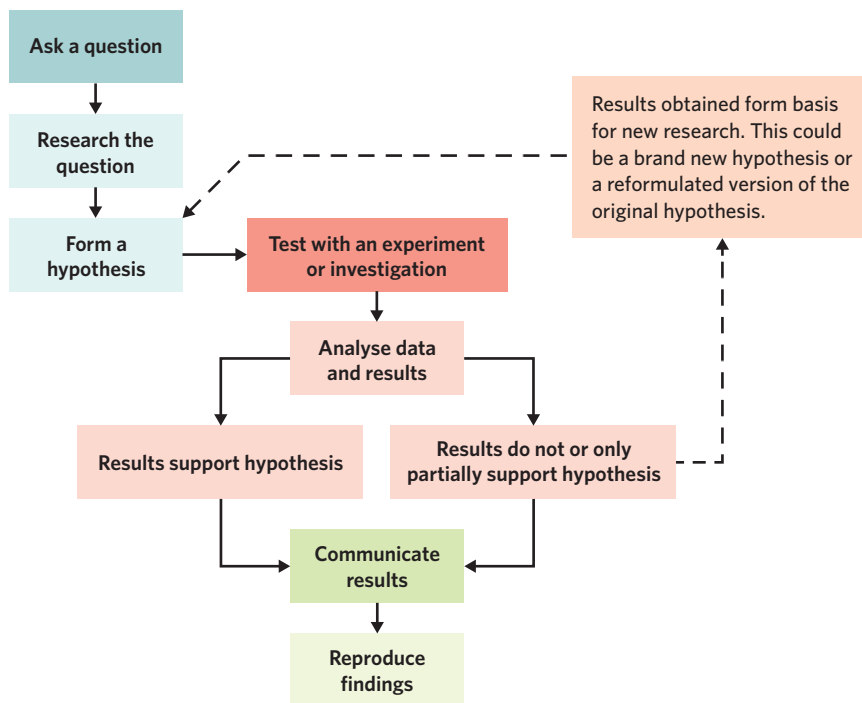 Ask a question
Research the
question
Form a
hypothesis
Test with an experiment
or investigation
Results obtained form basis
for new research. This could
be a brand new hypothesis or
a reformulated version of the
original hypothesis.
Analyse data
and results
Results support hypothesis
Results do not or only
partially support hypothesis
Communicate
results
Reproduce
findings